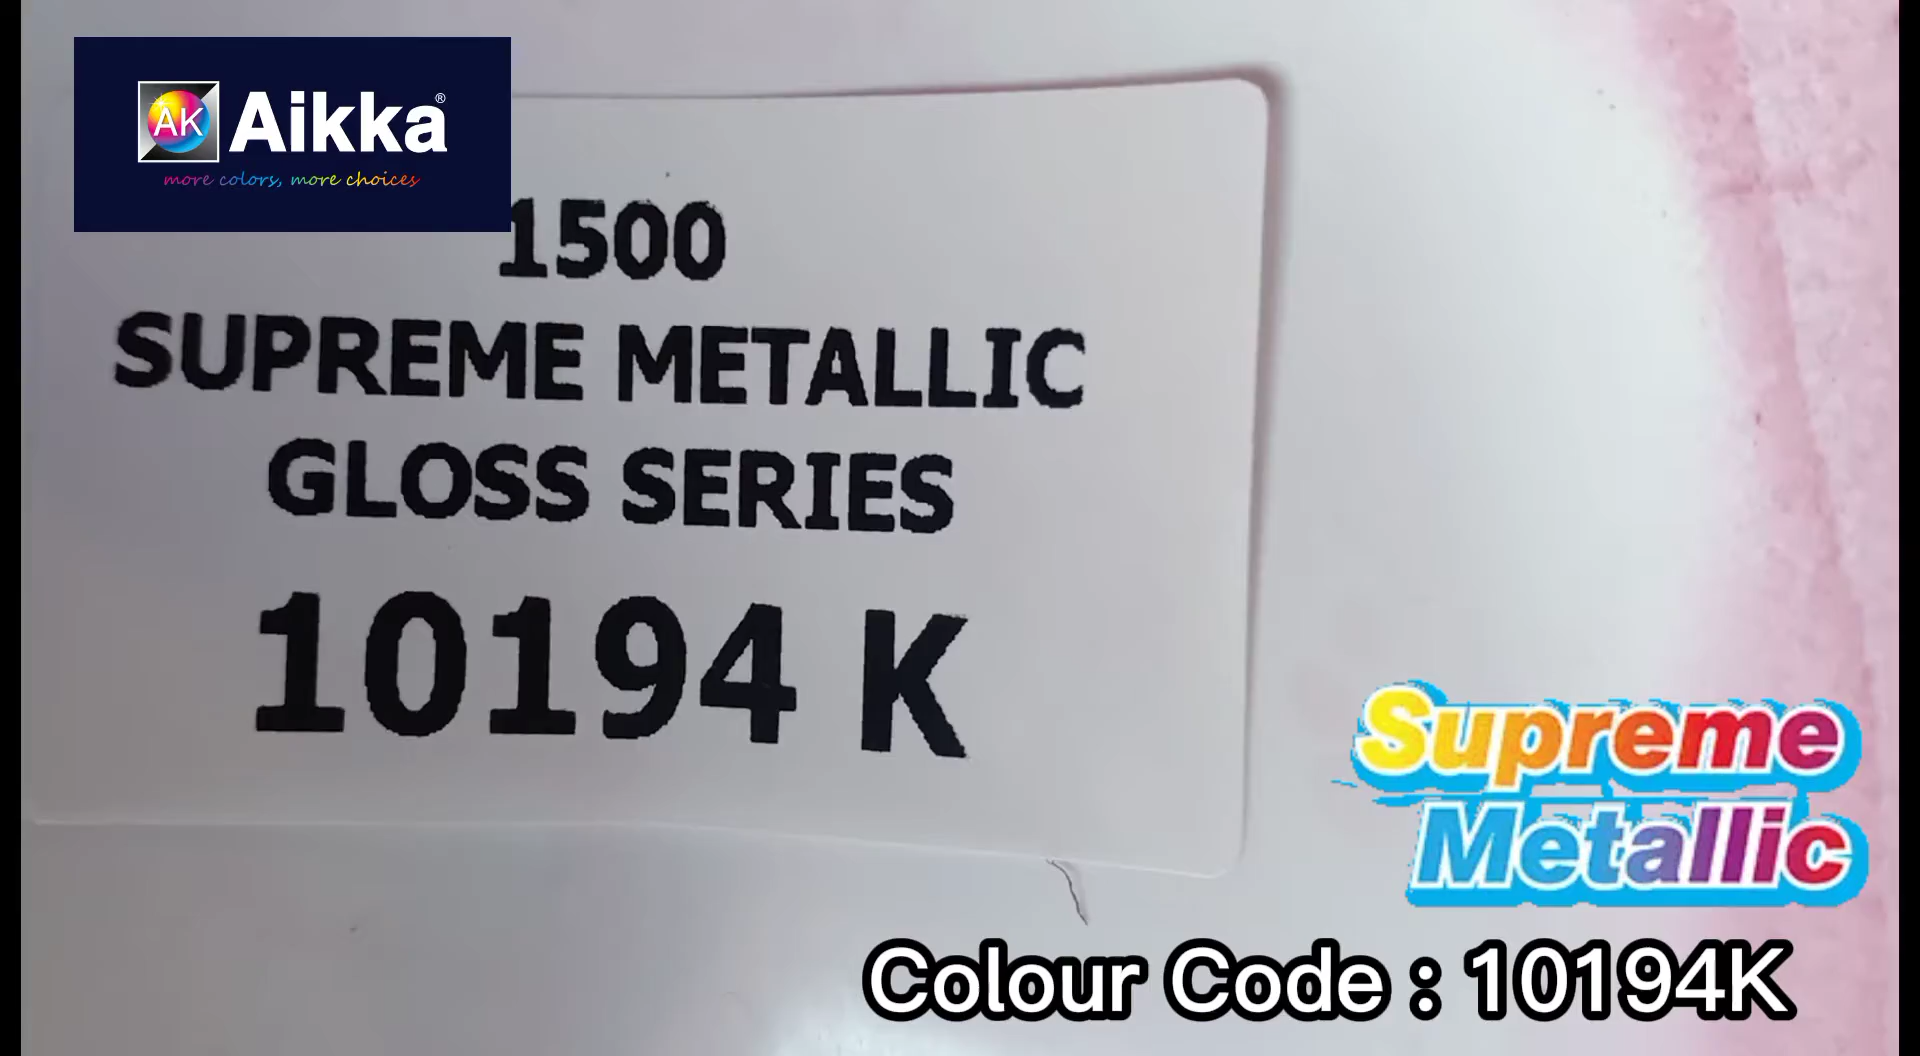 AK Aikka®
more colors, more choices
1500
SUPREME METALLIC
GLOSS SERIES
10194 K
Supreme
Metallic
Colour Code : 10194K